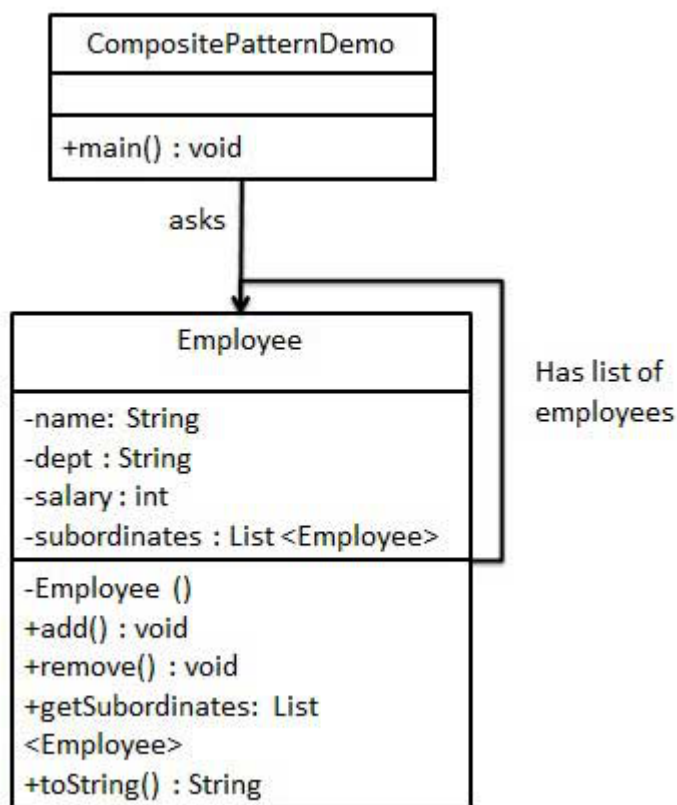 CompositePatternDemo
+main() : void
asks
Employee
-name: String
-dept : String
-salary : int
-subordinates : List <Employee>
Has list of
employees
-Employee ()
+add() : void
+remove() : void
+getSubordinates: List
<Employee>
+toString() : String